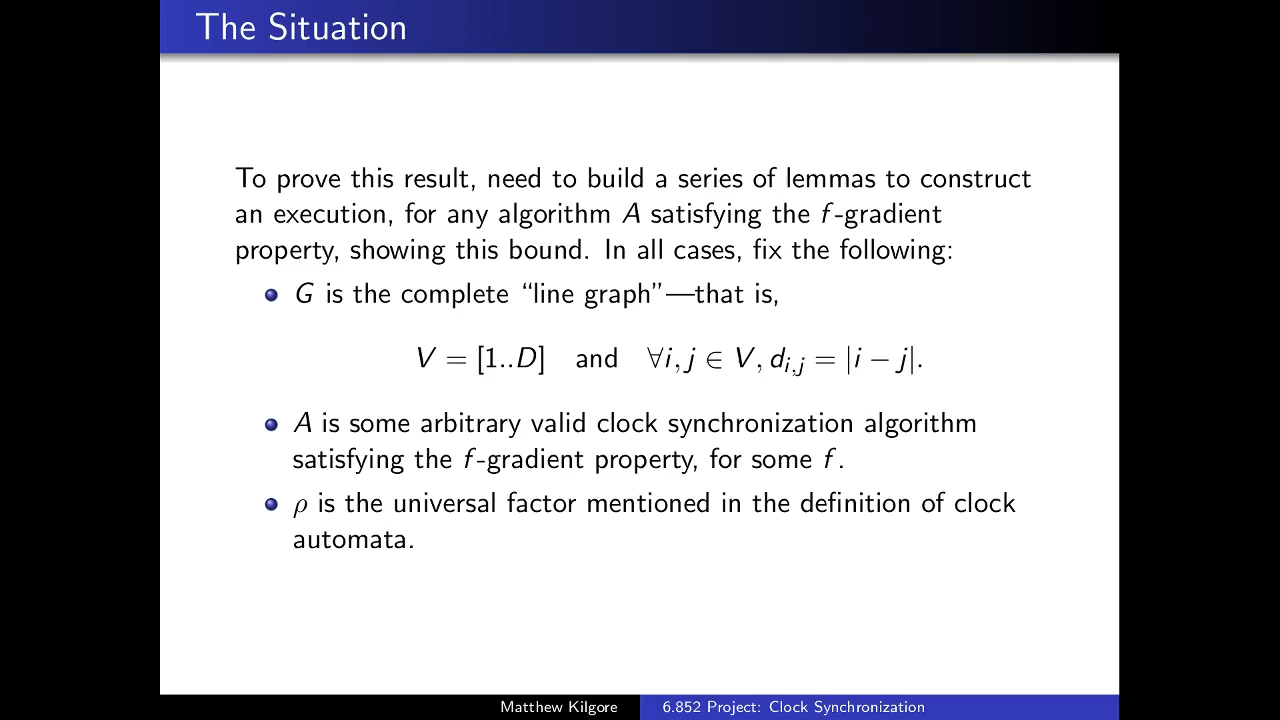 The Situation
To prove this result, need to build a series of lemmas to construct
an execution, for any algorithm A satisfying the f-gradient
property, showing this bound. In all cases, fix the following:
G is the complete “line graph”—that is,
V = [1..D] and ∀i, j ∈ V, d_{i,j} = |i − j|.
A is some arbitrary valid clock synchronization algorithm
satisfying the f-gradient property, for some f.
ρ is the universal factor mentioned in the definition of clock
automata.
Matthew Kilgore 6.852 Project: Clock Synchronization